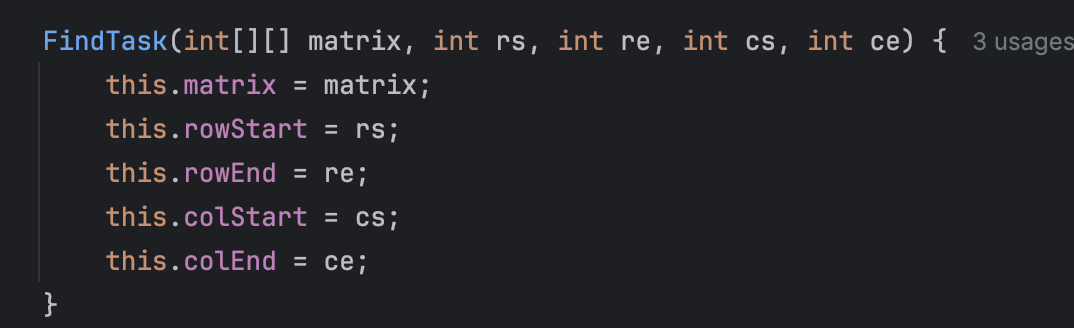 FindTask(int[][] matrix, int rs, int re, int cs, int ce) { 3 usages
this.matrix = matrix;
this.rowStart = rs;
this.rowEnd = re;
this.colStart = cs;
this.colEnd = ce;
}